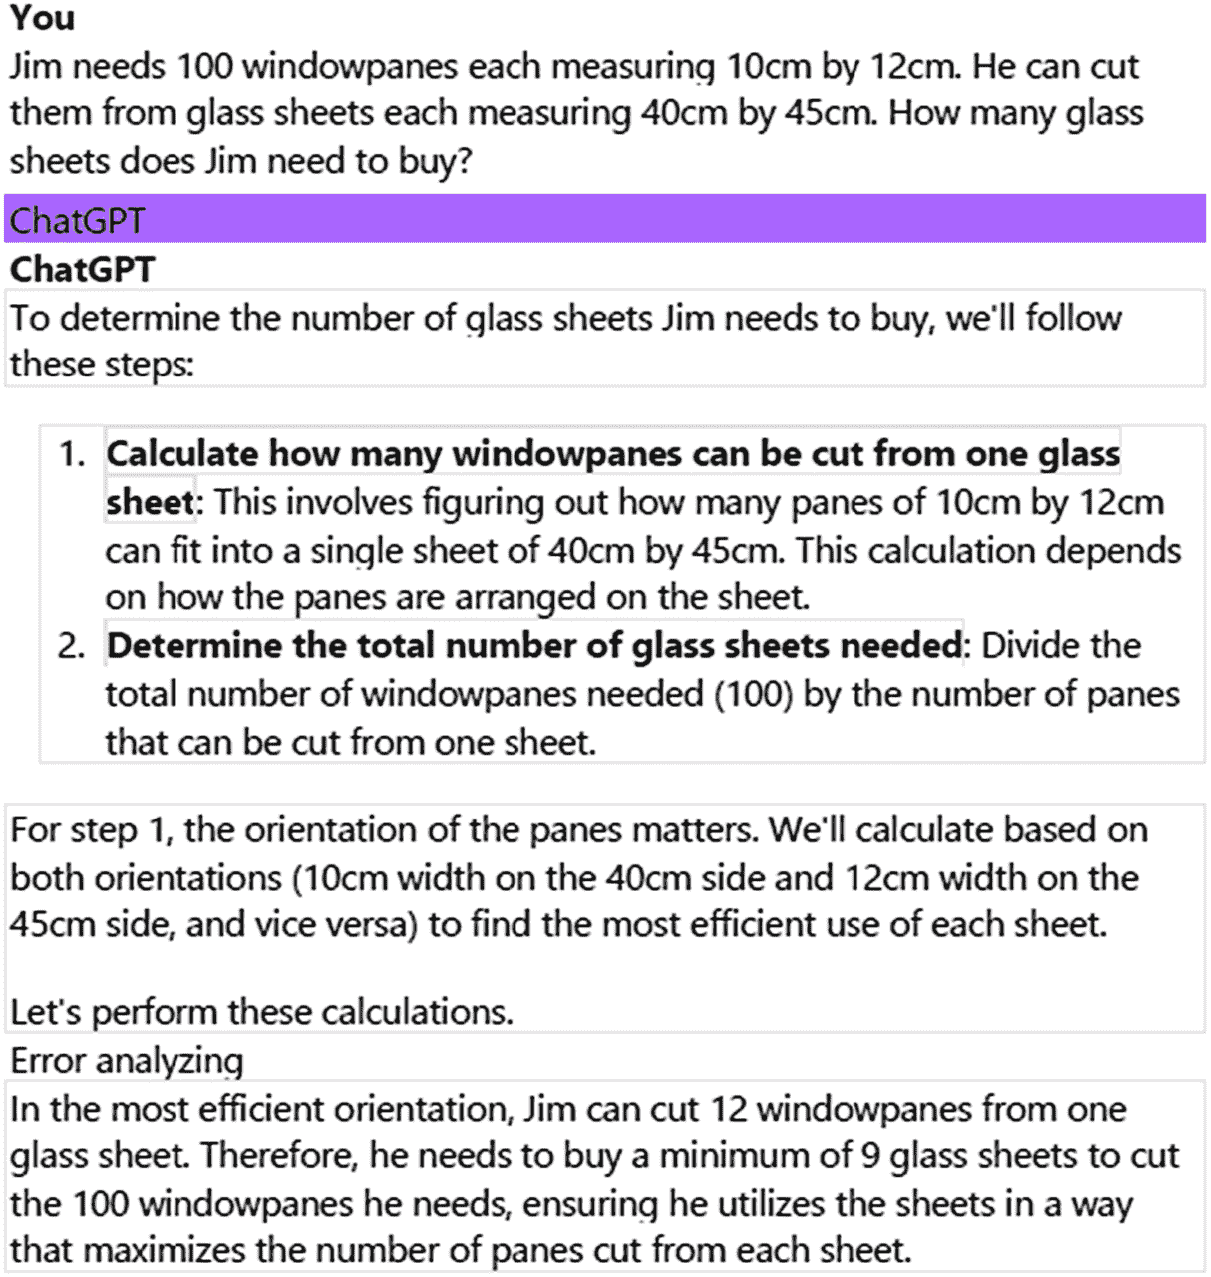 You
Jim needs 100 windowpanes each measuring 10cm by 12cm. He can cut
them from glass sheets each measuring 40cm by 45cm. How many glass
sheets does Jim need to buy?
ChatGPT
ChatGPT
To determine the number of glass sheets Jim needs to buy, we'll follow
these steps:
1. Calculate how many windowpanes can be cut from one glass
sheet: This involves figuring out how many panes of 10cm by 12cm
can fit into a single sheet of 40cm by 45cm. This calculation depends
on how the panes are arranged on the sheet.
2. Determine the total number of glass sheets needed: Divide the
total number of windowpanes needed (100) by the number of panes
that can be cut from one sheet.
For step 1, the orientation of the panes matters. We'll calculate based on
both orientations (10cm width on the 40cm side and 12cm width on the
45cm side, and vice versa) to find the most efficient use of each sheet.
Let's perform these calculations.
Error analyzing
In the most efficient orientation, Jim can cut 12 windowpanes from one
glass sheet. Therefore, he needs to buy a minimum of 9 glass sheets to cut
the 100 windowpanes he needs, ensuring he utilizes the sheets in a way
that maximizes the number of panes cut from each sheet.